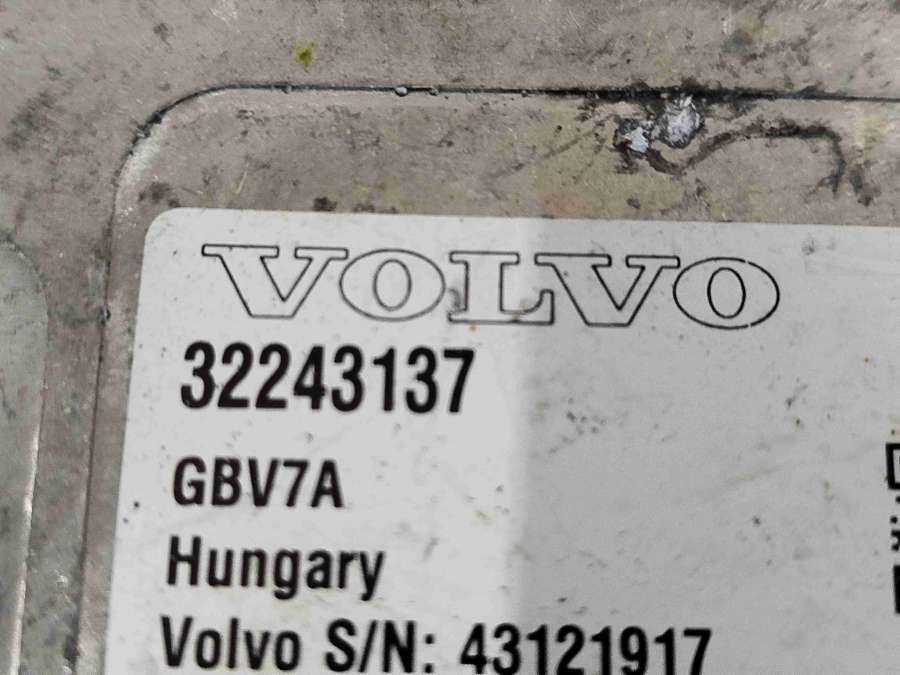 VOLVO
32243137
GBV7A
Hungary
Volvo S/N: 43121917